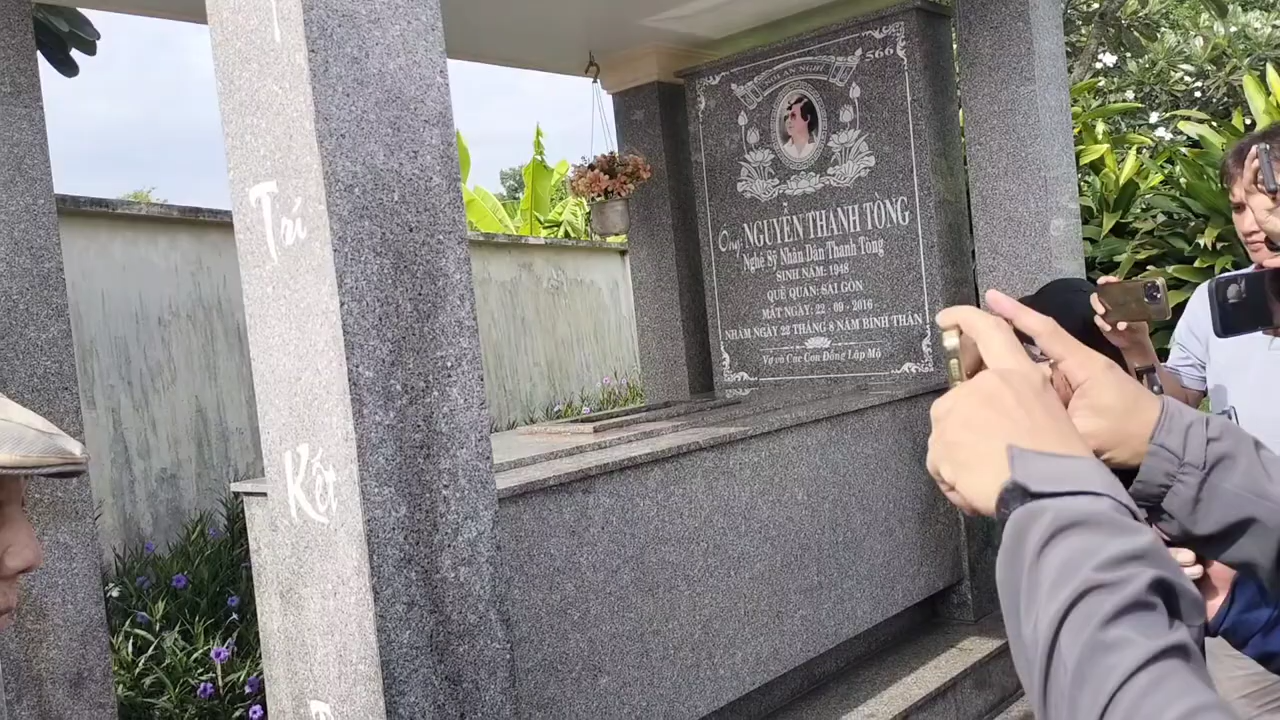 Tái
Kết
566
Ông: NGUYỄN THANH TÒNG
Nghệ Sỹ Nhân Dân Thanh Tòng
SINH NĂM: 1948
QUÊ QUÁN: SÀI GÒN
MẤT NGÀY: 22 - 09 - 2016
NHẰM NGÀY 22 THÁNG 8 NĂM BÍNH THÂN
Vợ và Các Con Đồng Lập Mộ